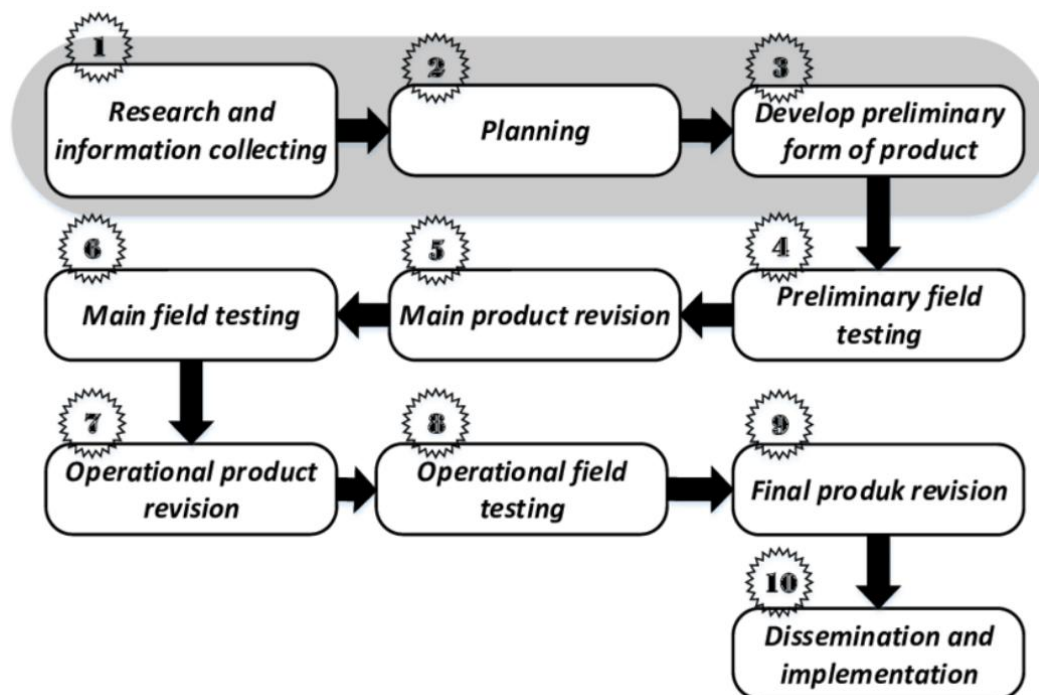 1
Research and
information collecting
2
Planning
3
Develop preliminary
form of product
4
Preliminary field
testing
5
Main product revision
6
Main field testing
7
Operational product
revision
8
Operational field
testing
9
Final produk revision
10
Dissemination and
implementation